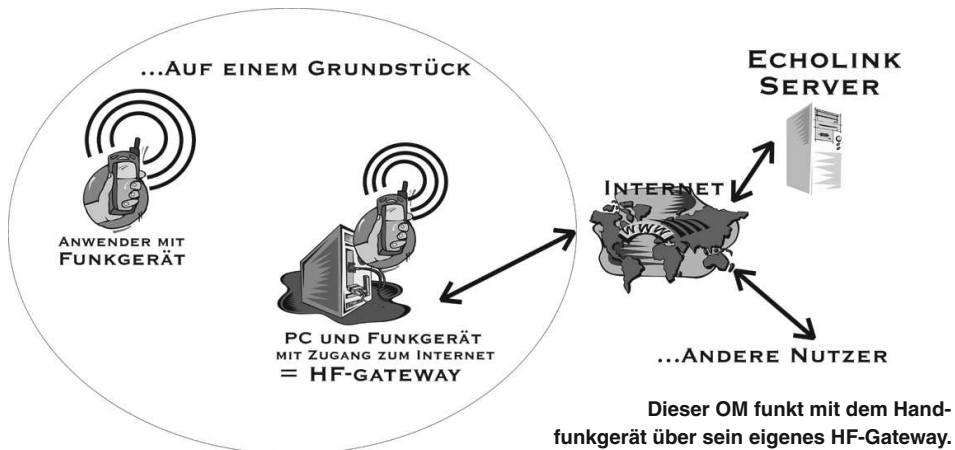 ...Auf einem Grundstück
Echolink
Server
Internet
www
Anwender mit
Funkgerät
PC und Funkgerät
mit Zugang zum Internet
= HF-gateway
...Andere Nutzer
Dieser OM funkt mit dem Hand-
funkgerät über sein eigenes HF-Gateway.